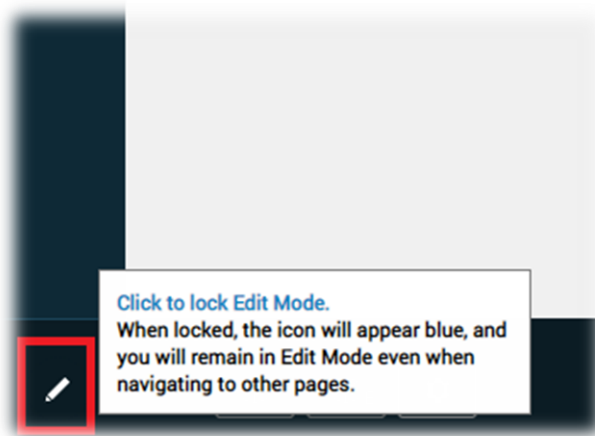 Click to lock Edit Mode.
When locked, the icon will appear blue, and
you will remain in Edit Mode even when
navigating to other pages.